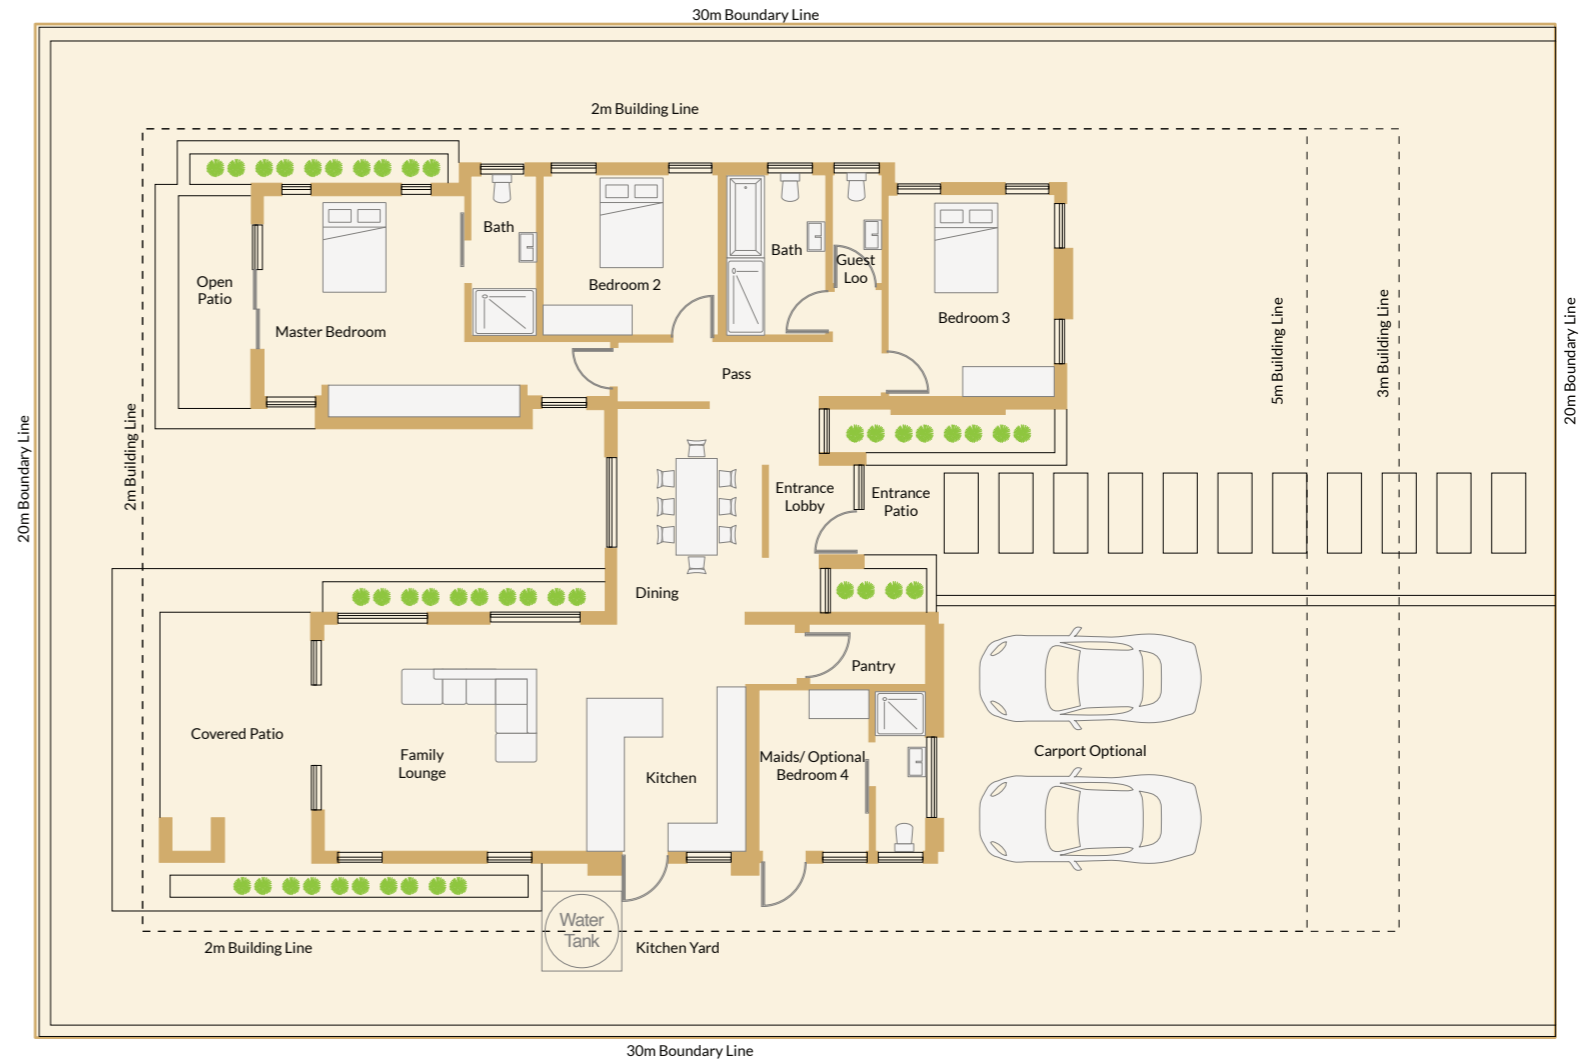 30m Boundary Line
2m Building Line
Bath
Bedroom 2
Bath
Guest
Loo
Open
Patio
Master Bedroom
Bedroom 3
5m Building Line
3m Building Line
20m Boundary Line
Pass
2m Building Line
20m Boundary Line
Entrance
Lobby
Entrance
Patio
Dining
Pantry
Covered Patio
Family
Lounge
Kitchen
Maids/ Optional
Bedroom 4
Carport Optional
Water
Tank
2m Building Line
Kitchen Yard
30m Boundary Line